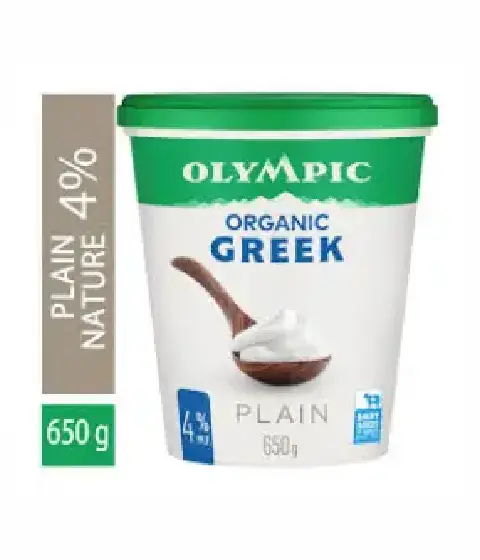 PLAIN 4%
NATURE
650 g
OLYMPIC
ORGANIC
GREEK
PLAIN
650g
4%